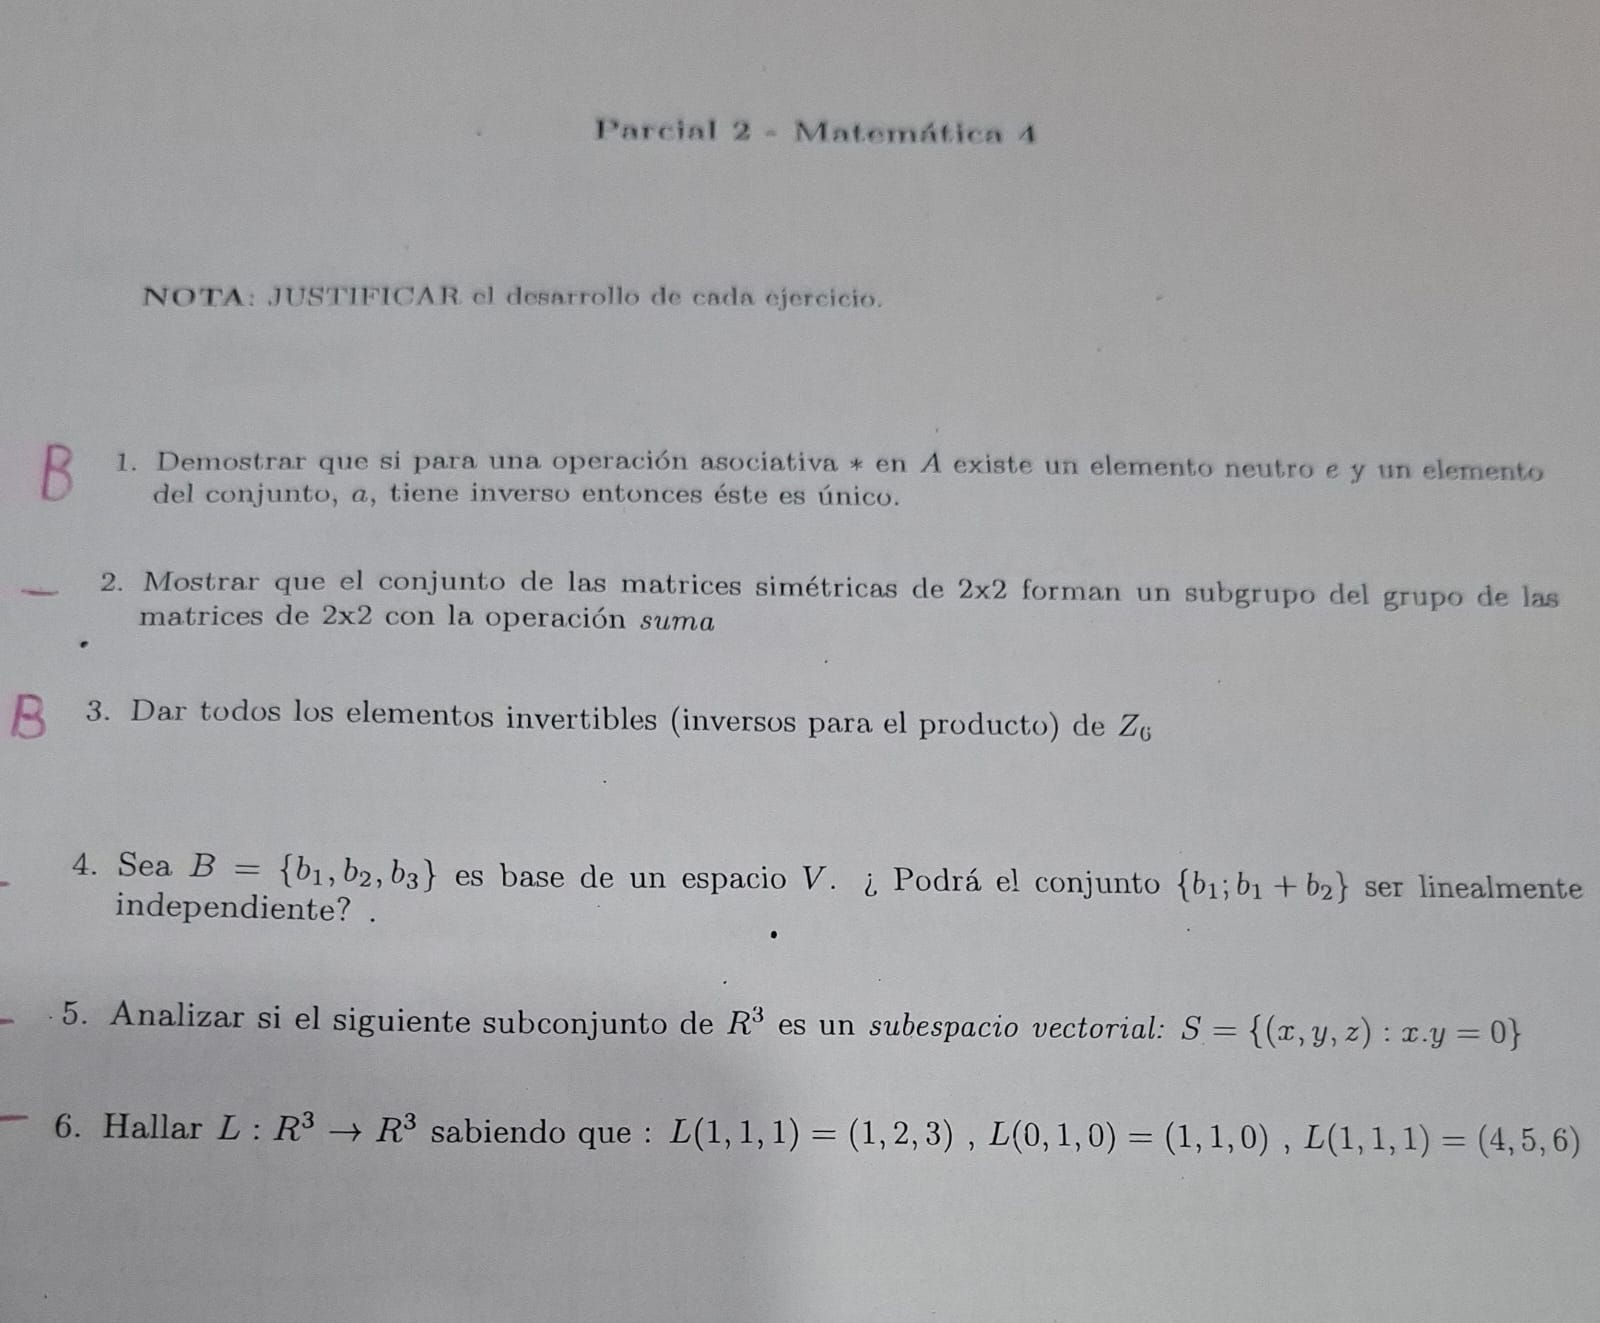 Parcial 2 - Matemática 4
NOTA: JUSTIFICAR el desarrollo de cada ejercicio.
B 1. Demostrar que si para una operación asociativa * en A existe un elemento neutro e y un elemento
del conjunto, a, tiene inverso entonces éste es único.
2. Mostrar que el conjunto de las matrices simétricas de 2x2 forman un subgrupo del grupo de las
matrices de 2x2 con la operación suma
B 3. Dar todos los elementos invertibles (inversos para el producto) de Z₆
4. Sea B = {b₁, b₂, b₃} es base de un espacio V. ¿ Podrá el conjunto {b₁; b₁ + b₂} ser linealmente
independiente? .
5. Analizar si el siguiente subconjunto de R³ es un subespacio vectorial: S = {(x, y, z) : x.y = 0}
6. Hallar L : R³ → R³ sabiendo que : L(1, 1, 1) = (1, 2, 3) , L(0, 1, 0) = (1, 1, 0) , L(1, 1, 1) = (4, 5, 6)